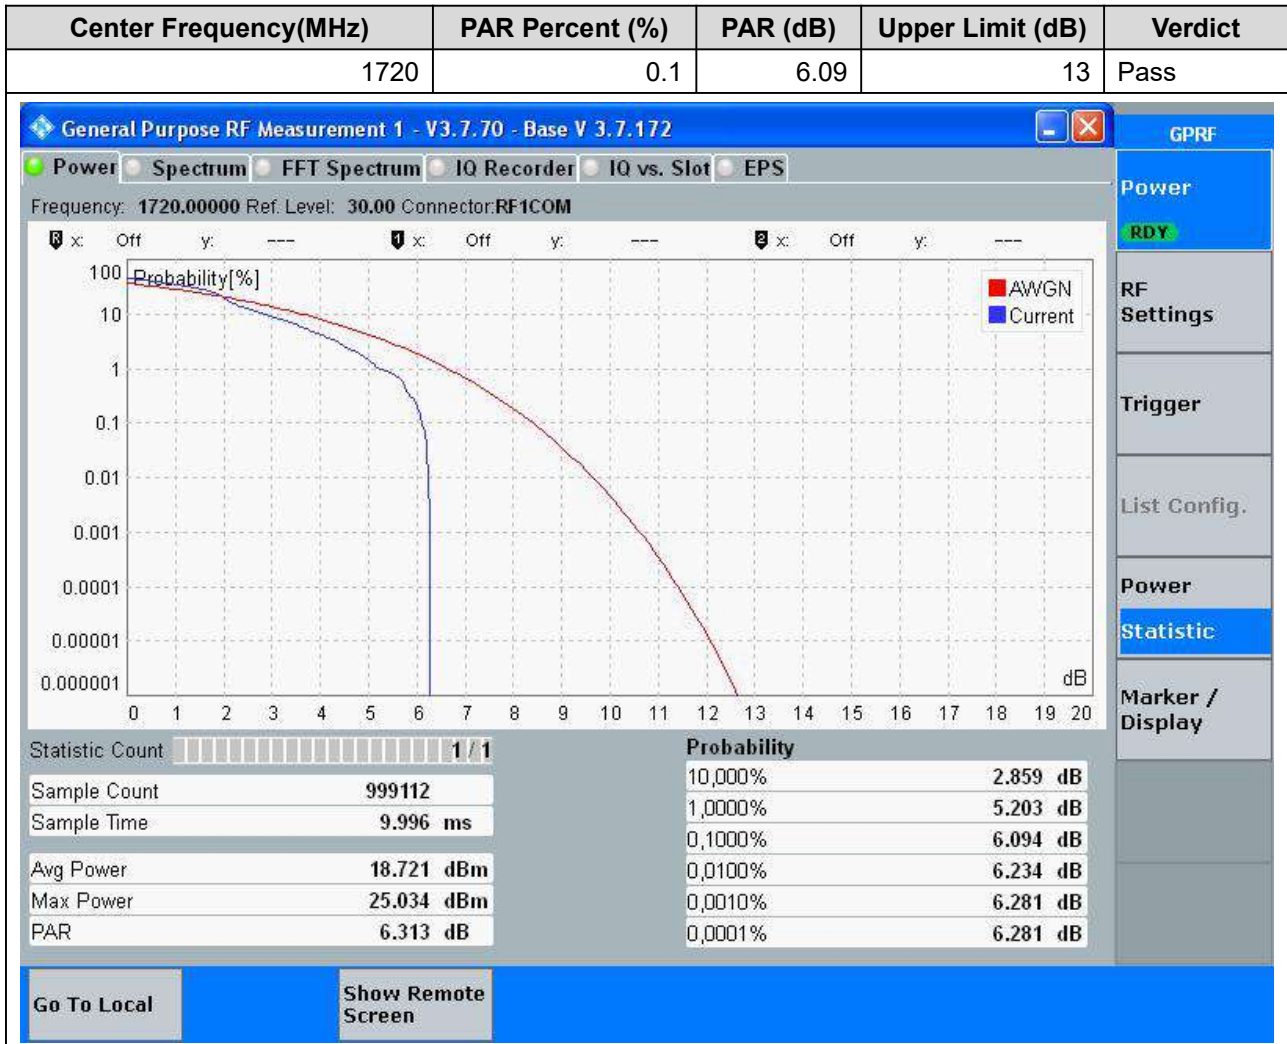 Center Frequency(MHz) PAR Percent (%) PAR (dB) Upper Limit (dB) Verdict
1720 0.1 6.09 13 Pass
General Purpose RF Measurement 1 - V3.7.70 - Base V 3.7.172
GPRF
Power Spectrum FFT Spectrum IQ Recorder IQ vs. Slot EPS
Power
RDY
Frequency: 1720.00000 Ref. Level: 30.00 Connector:RF1COM
R x: Off y: --- 1 x: Off y: --- 2 x: Off y: ---
Probability[%]
AWGN
Current
100
10
1
0.1
0.01
0.001
0.0001
0.00001
0.000001
dB
0 1 2 3 4 5 6 7 8 9 10 11 12 13 14 15 16 17 18 19 20
RF
Settings
Trigger
List Config.
Power
Statistic
Marker /
Display
Statistic Count 1 / 1
Sample Count 999112
Sample Time 9.996 ms
Avg Power 18.721 dBm
Max Power 25.034 dBm
PAR 6.313 dB
Probability
10,000% 2.859 dB
1,0000% 5.203 dB
0,1000% 6.094 dB
0,0100% 6.234 dB
0,0010% 6.281 dB
0,0001% 6.281 dB
Go To Local
Show Remote
Screen